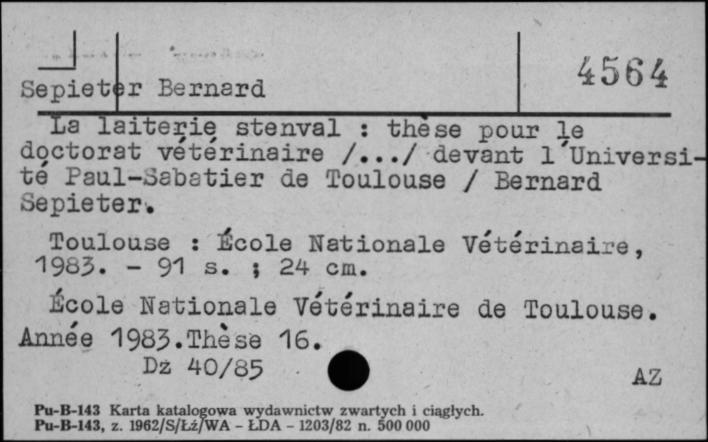 4564
Sepieter Bernard
La laiterie stenval : thèse pour le
doctorat vétérinaire /.../ devant l'Universi-
té Paul-Sabatier de Toulouse / Bernard
Sepieter.
Toulouse : École Nationale Vétérinaire,
1983. - 91 s. ; 24 cm.
École Nationale Vétérinaire de Toulouse.
Année 1983.Thèse 16.
Dz 40/85
AZ
Pu-B-143 Karta katalogowa wydawnictw zwartych i ciągłych.
Pu-B-143, z. 1962/S/Łź/WA – ŁDA – 1203/82 n. 500 000